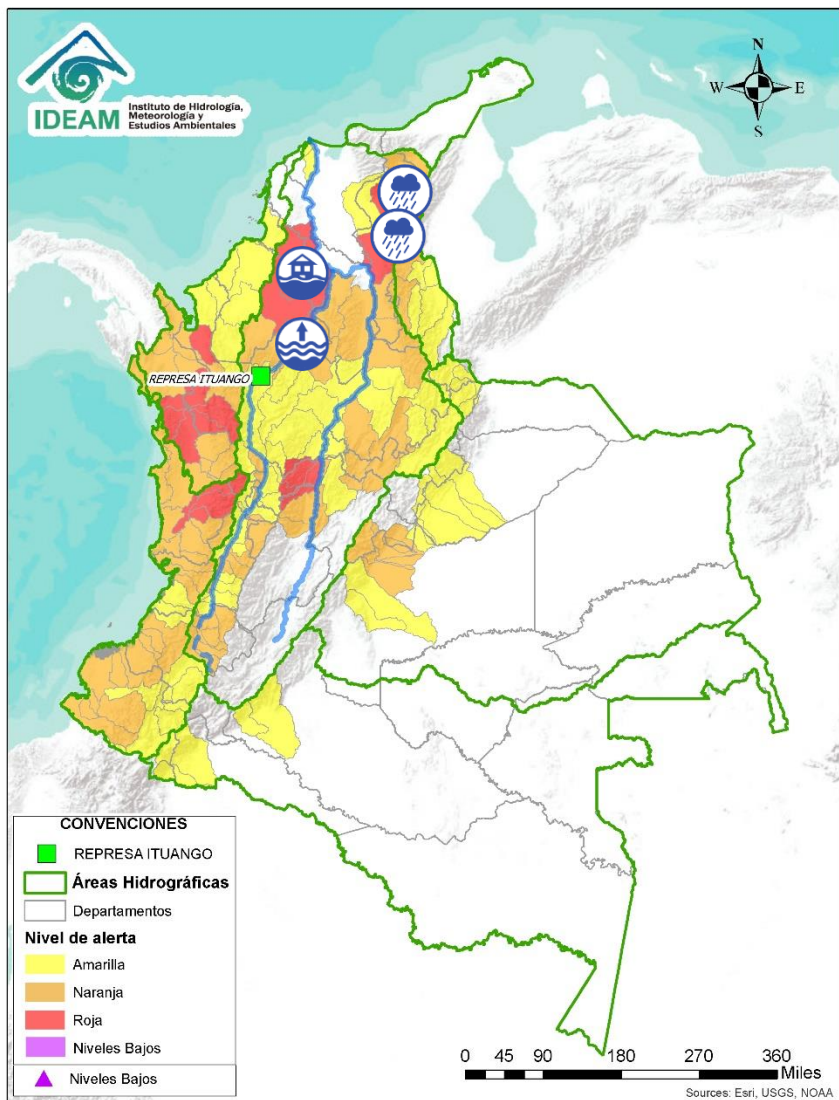 IDEAM
Instituto de Hidrología,
Meteorología y
Estudios Ambientales
N
W
E
S
REPRESA ITUANGO
CONVENCIONES
REPRESA ITUANGO
Áreas Hidrográficas
Departamentos
Nivel de alerta
Amarilla
Naranja
Roja
Niveles Bajos
Niveles Bajos
0 45 90 180 270 360
Miles
Sources: Esri, USGS, NOAA